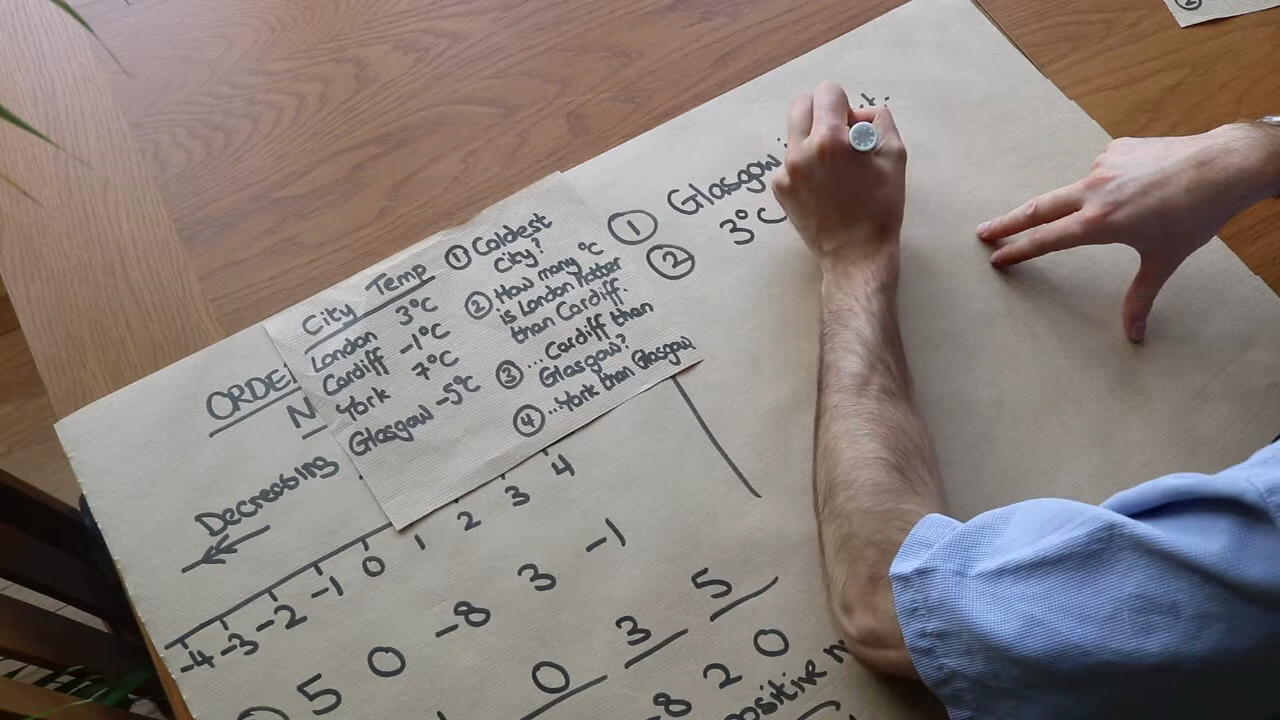 City Temp
London 3°C
Cardiff -1°C
York 7°C
Glasgow -5°C
① Coldest
City?
② How many °C
is London Hotter
than Cardiff.
③ ...Cardiff than
Glasgow?
④ ...York than Glasgow
① Glasgow
② 3°C
Decreasing
-4 -3 -2 -1 0 1 2 3 4
5 0 -8 3 -1
0 3 5
-8 2 0
②